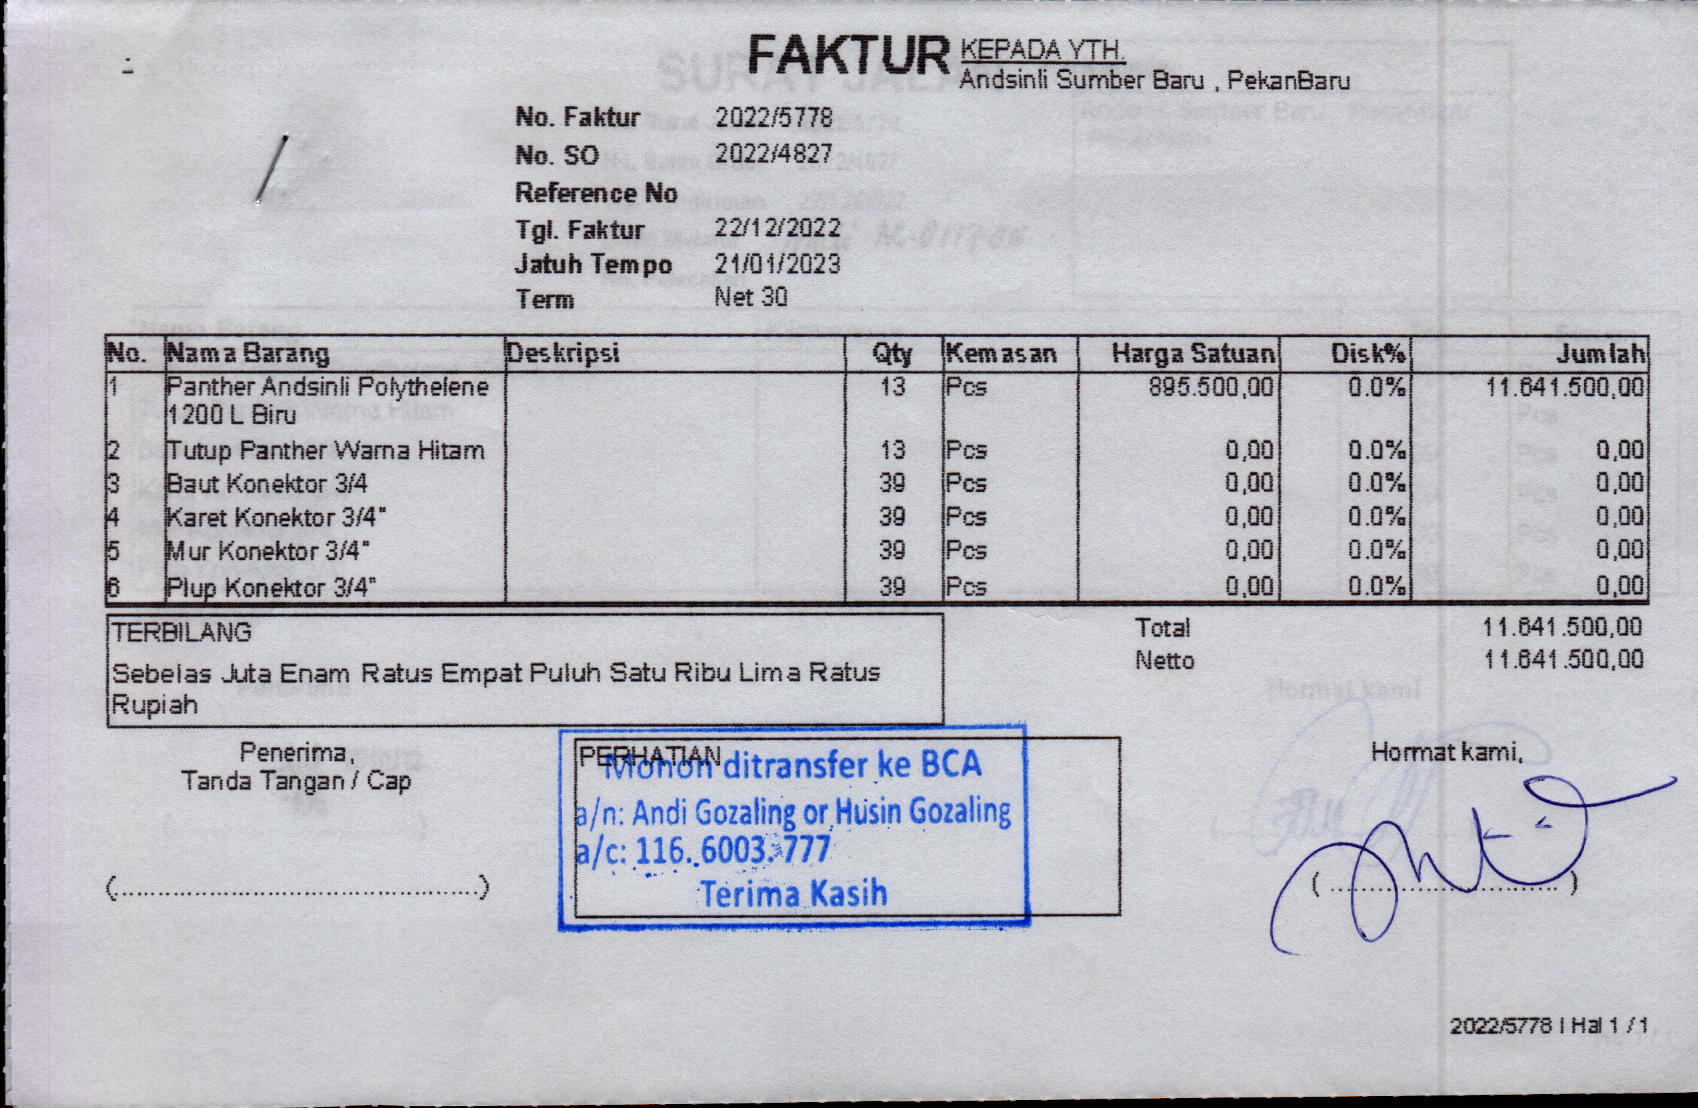 FAKTUR
KEPADA YTH.
Andsinli Sumber Baru , PekanBaru
No. Faktur 2022/5778
No. SO 2022/4827
Reference No
Tgl. Faktur 22/12/2022
Jatuh Tempo 21/01/2023
Term Net 30
No. Nama Barang Deskripsi Qty Kemasan Harga Satuan Disk% Jumlah
1 Panther Andsinli Polythelene 13 Pcs 895.500,00 0.0% 11.641.500,00
1200 L Biru
2 Tutup Panther Warna Hitam 13 Pcs 0,00 0.0% 0,00
3 Baut Konektor 3/4 39 Pcs 0,00 0.0% 0,00
4 Karet Konektor 3/4" 39 Pcs 0,00 0.0% 0,00
5 Mur Konektor 3/4" 39 Pcs 0,00 0.0% 0,00
6 Plup Konektor 3/4" 39 Pcs 0,00 0.0% 0,00
TERBILANG
Sebelas Juta Enam Ratus Empat Puluh Satu Ribu Lima Ratus
Rupiah
Total 11.641.500,00
Netto 11.641.500,00
Penerima,
Tanda Tangan / Cap
(................................................)
PERHATIAN
Mohon ditransfer ke BCA
a/n: Andi Gozaling or Husin Gozaling
a/c: 116. 6003. 777
Terima Kasih
Hormat kami,
(..............................)
2022/5778 | Hal 1 / 1